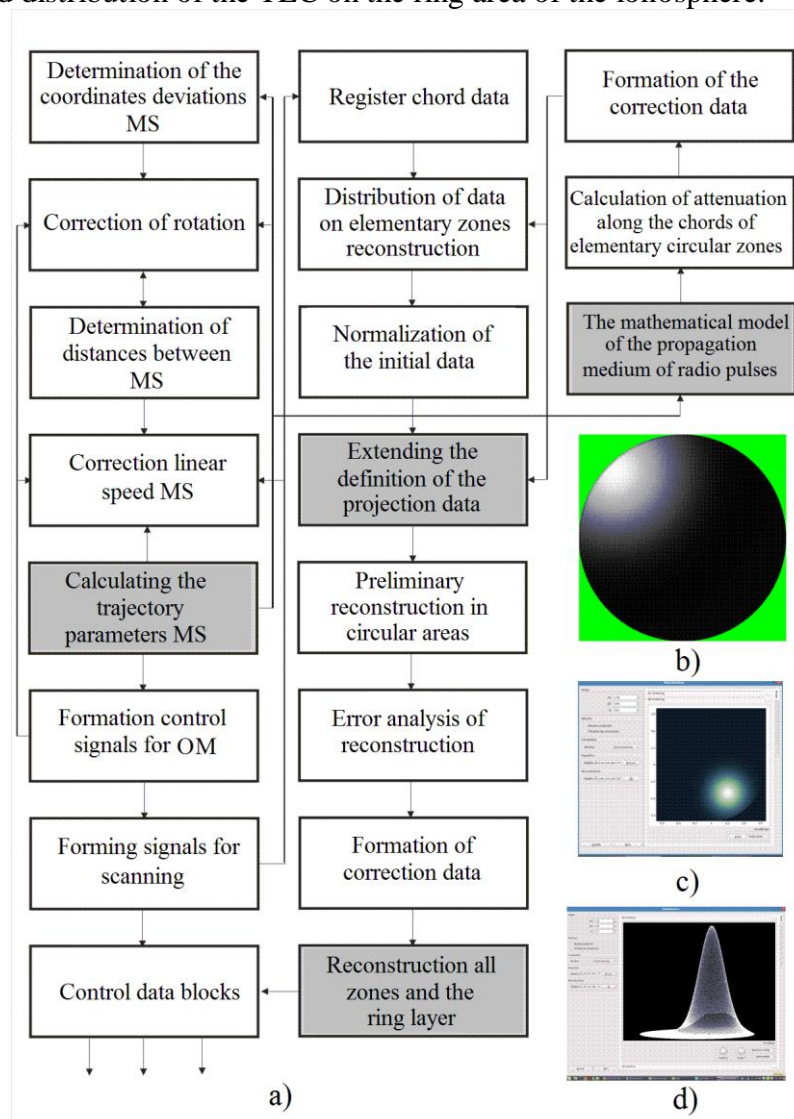 d distribution of the TEC on the ring area of the ionosphere.
Determination of the
coordinates deviations
MS
Correction of rotation
Determination of
distances between
MS
Correction linear
speed MS
Calculating the
trajectory
parameters MS
Formation control
signals for OM
Forming signals for
scanning
Control data blocks
Register chord data
Distribution of data
on elementary zones
reconstruction
Normalization of
the initial data
Extending the
definition of the
projection data
Preliminary
reconstruction in
circular areas
Error analysis of
reconstruction
Formation of
correction data
Reconstruction all
zones and the
ring layer
Formation of the
correction data
Calculation of attenuation
along the chords of
elementary circular zones
The mathematical model
of the propagation
medium of radio pulses
b)
c)
d)
a)